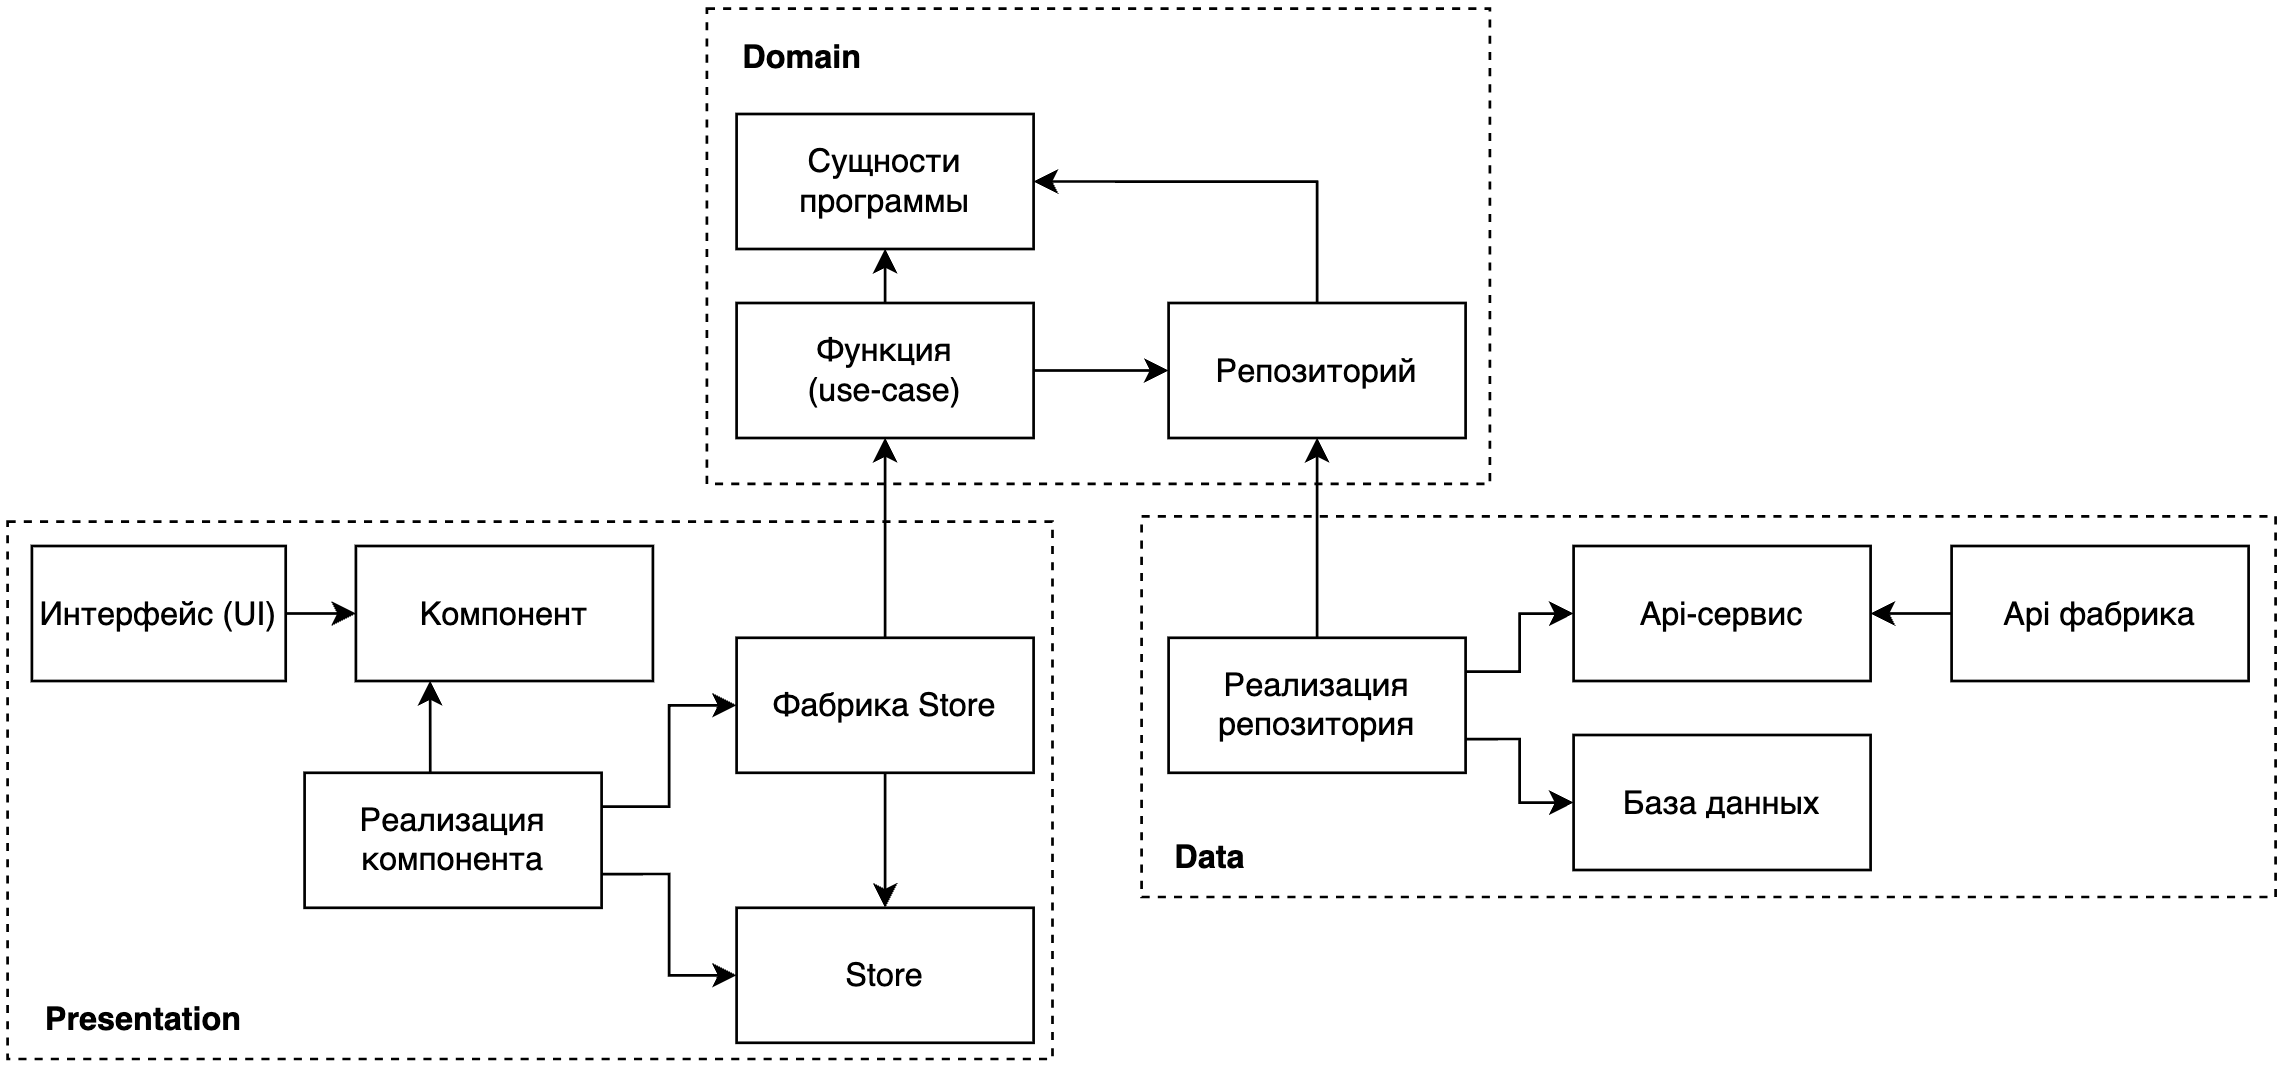 Domain
Сущности
программы
Функция
(use-case)
Репозиторий
Интерфейс (UI)
Компонент
Фабрика Store
Реализация
компонента
Store
Presentation
Реализация
репозитория
Api-сервис
Api фабрика
База данных
Data